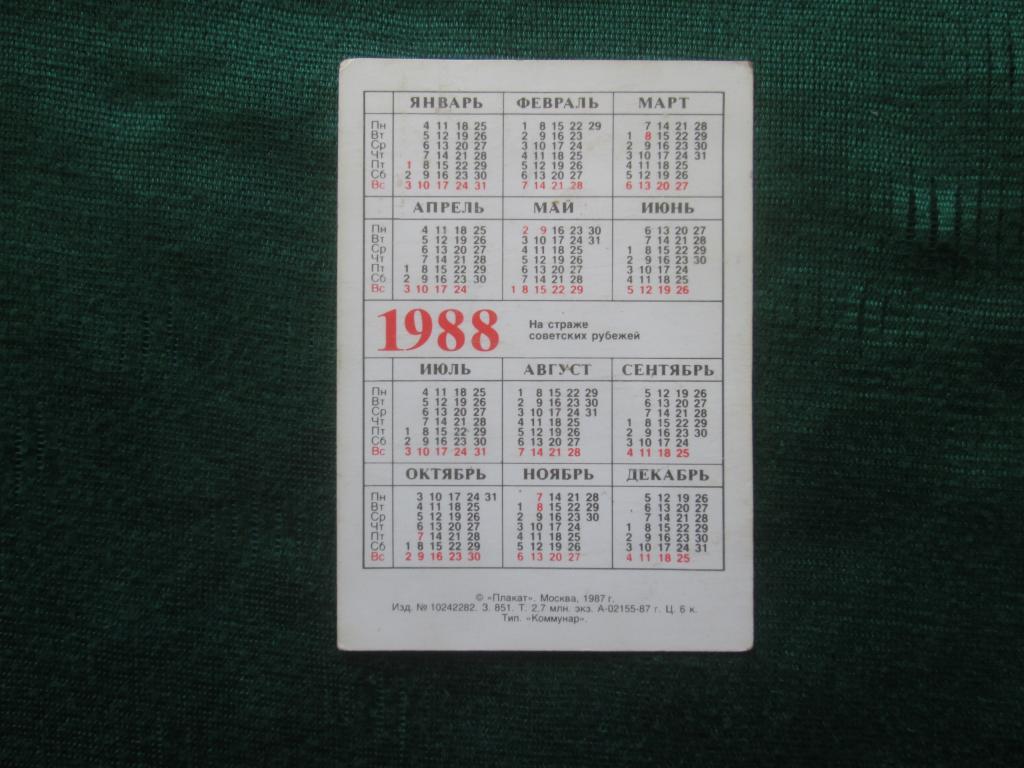 ЯНВАРЬ ФЕВРАЛЬ МАРТ
Пн 4 11 18 25 1 8 15 22 29 7 14 21 28
Вт 5 12 19 26 2 9 16 23 1 8 15 22 29
Ср 6 13 20 27 3 10 17 24 2 9 16 23 30
Чт 7 14 21 28 4 11 18 25 3 10 17 24 31
Пт 1 8 15 22 29 5 12 19 26 4 11 18 25
Сб 2 9 16 23 30 6 13 20 27 5 12 19 26
Вс 3 10 17 24 31 7 14 21 28 6 13 20 27
АПРЕЛЬ МАЙ ИЮНЬ
Пн 4 11 18 25 2 9 16 23 30 6 13 20 27
Вт 5 12 19 26 3 10 17 24 31 7 14 21 28
Ср 6 13 20 27 4 11 18 25 1 8 15 22 29
Чт 7 14 21 28 5 12 19 26 2 9 16 23 30
Пт 1 8 15 22 29 6 13 20 27 3 10 17 24
Сб 2 9 16 23 30 7 14 21 28 4 11 18 25
Вс 3 10 17 24 1 8 15 22 29 5 12 19 26
1988
На страже
советских рубежей
ИЮЛЬ АВГУСТ СЕНТЯБРЬ
Пн 4 11 18 25 1 8 15 22 29 5 12 19 26
Вт 5 12 19 26 2 9 16 23 30 6 13 20 27
Ср 6 13 20 27 3 10 17 24 31 7 14 21 28
Чт 7 14 21 28 4 11 18 25 1 8 15 22 29
Пт 1 8 15 22 29 5 12 19 26 2 9 16 23 30
Сб 2 9 16 23 30 6 13 20 27 3 10 17 24
Вс 3 10 17 24 31 7 14 21 28 4 11 18 25
ОКТЯБРЬ НОЯБРЬ ДЕКАБРЬ
Пн 3 10 17 24 31 7 14 21 28 5 12 19 26
Вт 4 11 18 25 1 8 15 22 29 6 13 20 27
Ср 5 12 19 26 2 9 16 23 30 7 14 21 28
Чт 6 13 20 27 3 10 17 24 1 8 15 22 29
Пт 7 14 21 28 4 11 18 25 2 9 16 23 30
Сб 1 8 15 22 29 5 12 19 26 3 10 17 24 31
Вс 2 9 16 23 30 6 13 20 27 4 11 18 25
© «Плакат». Москва, 1987 г.
Изд. № 10242282. З. 851. Т. 2,7 млн. экз. А-02155-87 г. Ц. 6 к.
Тип. «Коммунар».